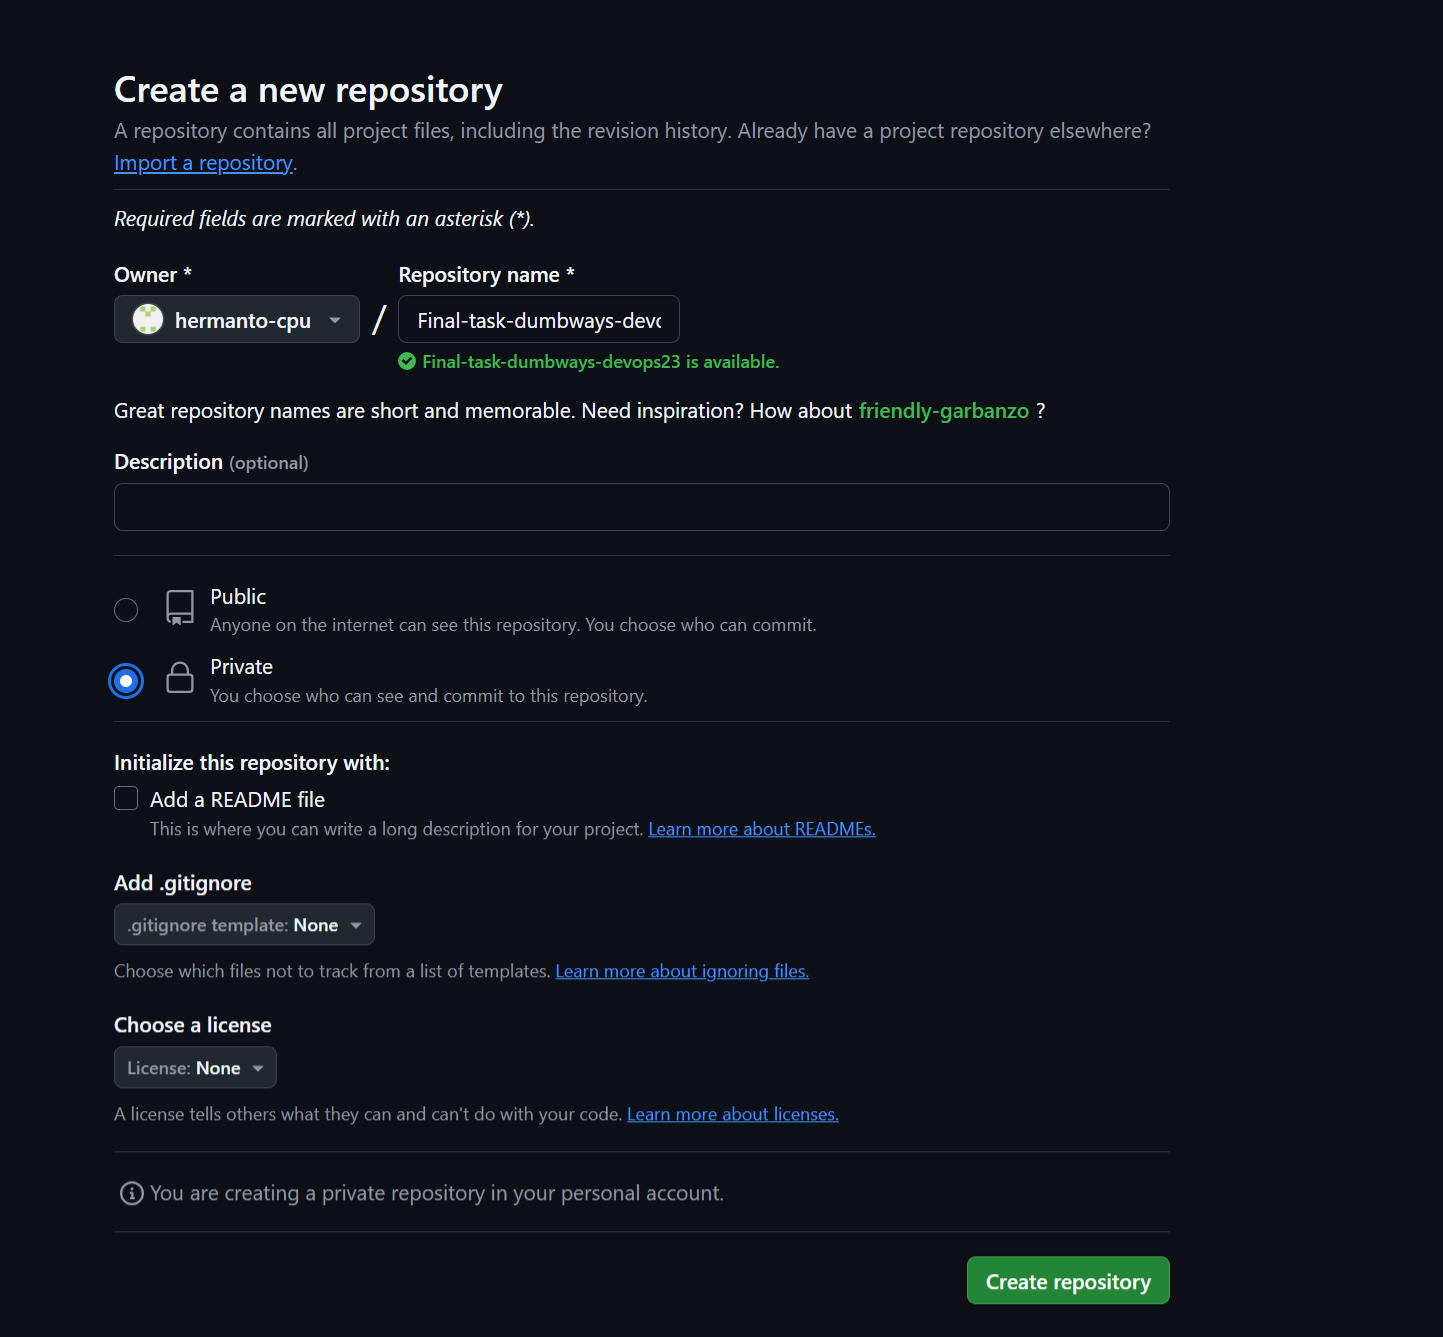 Create a new repository
A repository contains all project files, including the revision history. Already have a project repository elsewhere?
Import a repository.
Required fields are marked with an asterisk (*).
Owner *
Repository name *
hermanto-cpu
/
Final-task-dumbways-devo
Final-task-dumbways-devops23 is available.
Great repository names are short and memorable. Need inspiration? How about friendly-garbanzo ?
Description (optional)
Public
Anyone on the internet can see this repository. You choose who can commit.
Private
You choose who can see and commit to this repository.
Initialize this repository with:
Add a README file
This is where you can write a long description for your project. Learn more about READMEs.
Add .gitignore
.gitignore template: None
Choose which files not to track from a list of templates. Learn more about ignoring files.
Choose a license
License: None
A license tells others what they can and can't do with your code. Learn more about licenses.
You are creating a private repository in your personal account.
Create repository